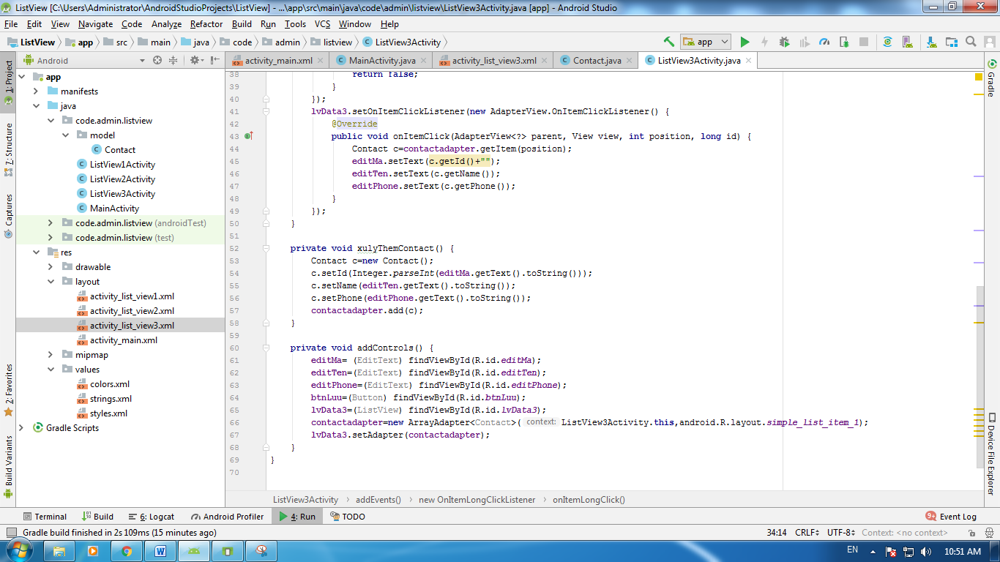 ListView [C:\Users\Administrator\AndroidStudioProjects\ListView] - ...\app\src\main\java\code\admin\listview\ListView3Activity.java [app] - Android Studio
File Edit View Navigate Code Analyze Refactor Build Run Tools VCS Window Help
ListView app src main java code admin listview ListView3Activity
app
Android
activity_main.xml MainActivity.java activity_list_view3.xml Contact.java ListView3Activity.java
1: Project
7: Structure
Captures
2: Favorites
Build Variants
app
manifests
java
code.admin.listview
model
Contact
ListView1Activity
ListView2Activity
ListView3Activity
MainActivity
code.admin.listview (androidTest)
code.admin.listview (test)
res
drawable
layout
activity_list_view1.xml
activity_list_view2.xml
activity_list_view3.xml
activity_main.xml
mipmap
values
colors.xml
strings.xml
styles.xml
Gradle Scripts
38 return false;
39 }
40 });
41 lvData3.setOnItemClickListener(new AdapterView.OnItemClickListener() {
42 @Override
43 public void onItemClick(AdapterView<?> parent, View view, int position, long id) {
44 Contact c=contactadapter.getItem(position);
45 editMa.setText(c.getId()+"");
46 editTen.setText(c.getName());
47 editPhone.setText(c.getPhone());
48 }
49 });
50 }
51
52 private void xulyThemContact() {
53 Contact c=new Contact();
54 c.setId(Integer.parseInt(editMa.getText().toString()));
55 c.setName(editTen.getText().toString());
56 c.setPhone(editPhone.getText().toString());
57 contactadapter.add(c);
58 }
59
60 private void addControls() {
61 editMa= (EditText) findViewById(R.id.editMa);
62 editTen=(EditText) findViewById(R.id.editTen);
63 editPhone=(EditText) findViewById(R.id.editPhone);
64 btnLuu=(Button) findViewById(R.id.btnLuu);
65 lvData3=(ListView) findViewById(R.id.lvData3);
66 contactadapter=new ArrayAdapter<Contact>( context: ListView3Activity.this,android.R.layout.simple_list_item_1);
67 lvData3.setAdapter(contactadapter);
68 }
69 }
70
Gradle
Device File Explorer
ListView3Activity addEvents() new OnItemLongClickListener onItemLongClick()
Terminal Build 6: Logcat Android Profiler 4: Run TODO 9+ Event Log
Gradle build finished in 2s 109ms (15 minutes ago) 34:14 CRLF UTF-8 Context: <no context>
EN 10:51 AM